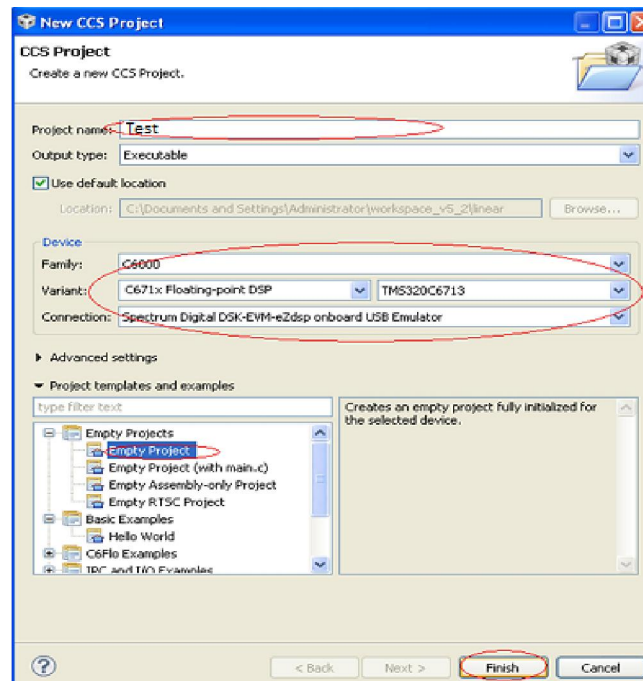 New CCS Project
CCS Project
Create a new CCS Project.
Project name: Test
Output type: Executable
Use default location
Location: C:\Documents and Settings\Administrator\workspace_v5_2\linear Browse...
Device
Family: C6000
Variant: C671x Floating-point DSP TMS320C6713
Connection: Spectrum Digital DSK-EVM-eZdsp onboard USB Emulator
Advanced settings
Project templates and examples
type filter text
Creates an empty project fully initialized for
the selected device.
Empty Projects
Empty Project
Empty Project (with main.c)
Empty Assembly-only Project
Empty RTSC Project
Basic Examples
Hello World
C6Flo Examples
IPC and I/O Examples
? < Back Next > Finish Cancel